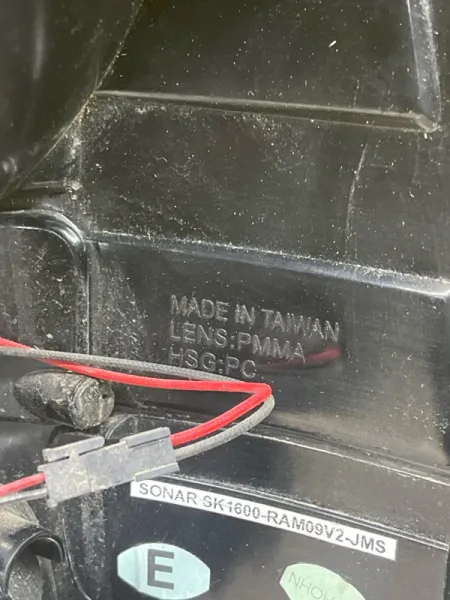 MADE IN TAIWAN
LENS:PMMA
HSG:PC
SONAR SK1600-RAM09V2-JMS
E